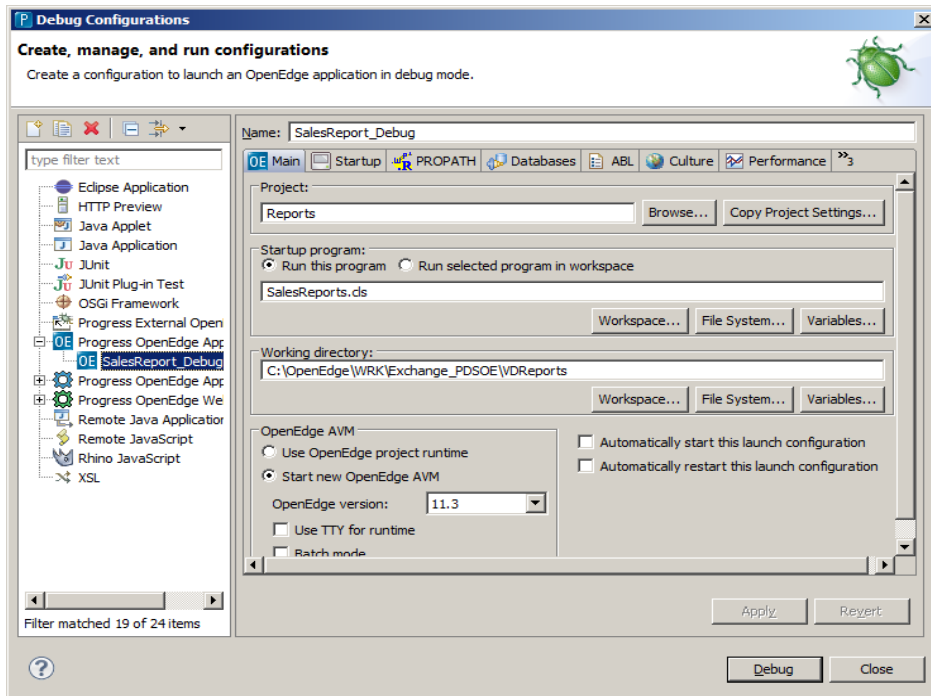 Debug Configurations
Create, manage, and run configurations
Create a configuration to launch an OpenEdge application in debug mode.
type filter text
Eclipse Application
HTTP Preview
Java Applet
Java Application
JUnit
JUnit Plug-in Test
OSGi Framework
Progress External Open
Progress OpenEdge App
SalesReport_Debug
Progress OpenEdge App
Progress OpenEdge We
Remote Java Application
Remote JavaScript
Rhino JavaScript
XSL
Filter matched 19 of 24 items
Name: SalesReport_Debug
Main Startup PROPATH Databases ABL Culture Performance »3
Project:
Reports Browse... Copy Project Settings...
Startup program:
Run this program Run selected program in workspace
SalesReports.cls
Workspace... File System... Variables...
Working directory:
C:\OpenEdge\WRK\Exchange_PDSOE\VDReports
Workspace... File System... Variables...
OpenEdge AVM
Use OpenEdge project runtime
Start new OpenEdge AVM
OpenEdge version: 11.3
Use TTY for runtime
Batch mode
Automatically start this launch configuration
Automatically restart this launch configuration
Apply Revert
Debug Close